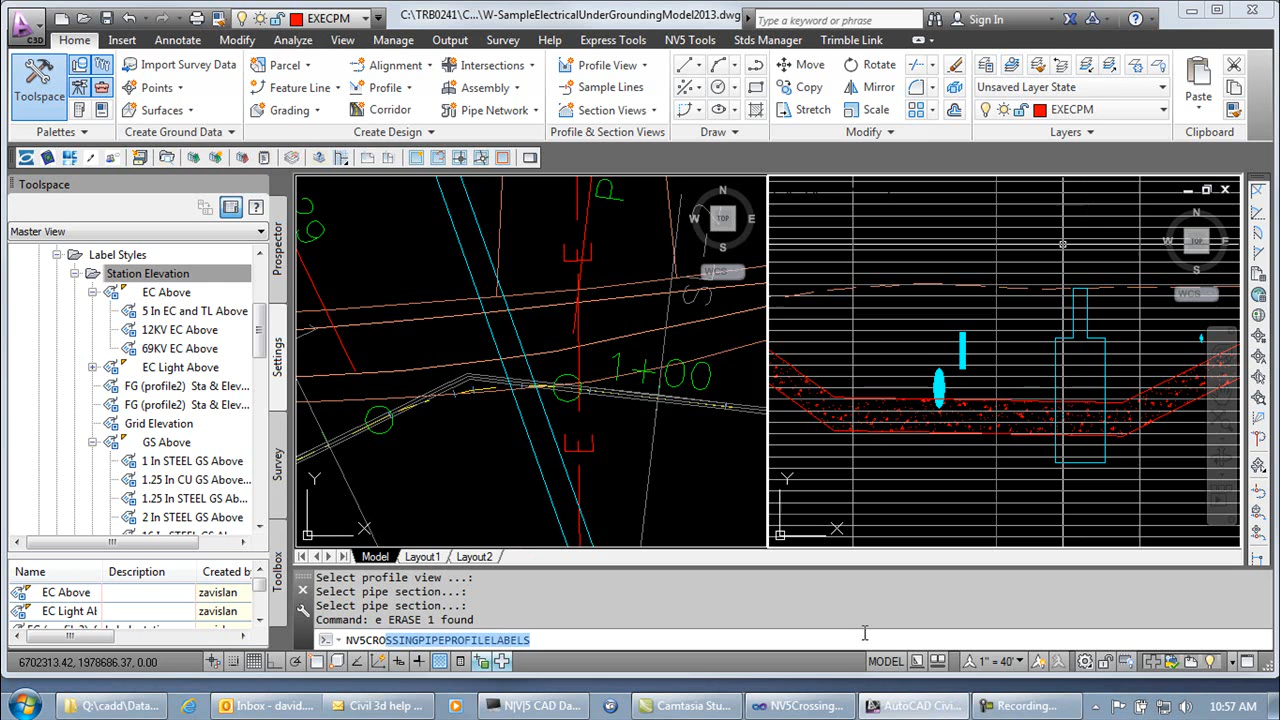 EXECPM
C:\TRB0241\C...\W-SampleElectricalUnderGroundingModel2013.dwg
Type a keyword or phrase
Sign In
C3D
Home
Insert
Annotate
Modify
Analyze
View
Manage
Output
Survey
Help
Express Tools
NV5 Tools
Stds Manager
Trimble Link
Toolspace
Import Survey Data
Points
Surfaces
Parcel
Feature Line
Grading
Alignment
Profile
Corridor
Intersections
Assembly
Pipe Network
Profile View
Sample Lines
Section Views
Move
Copy
Stretch
Rotate
Mirror
Scale
Unsaved Layer State
EXECPM
Paste
Palettes
Create Ground Data
Create Design
Profile & Section Views
Draw
Modify
Layers
Clipboard
Toolspace
Master View
Label Styles
Station Elevation
EC Above
5 In EC and TL Above
12KV EC Above
69KV EC Above
EC Light Above
FG (profile2) Sta & Elev...
FG (profile2) Sta & Elev...
Grid Elevation
GS Above
1 In STEEL GS Above
1.25 In CU GS Above
1.25 In STEEL GS Ab...
2 In STEEL GS Above
Prospector
Settings
Survey
Toolbox
Name
Description
Created by
EC Above
zavislan
EC Light Al
zavislan
69
P
E
S
1+00
E
Y
X
N
W
TOP
E
S
WCS
N
W
TOP
E
S
WCS
Y
X
Model
Layout1
Layout2
Select profile view ...:
Select pipe section...:
Select pipe section...:
Command: e ERASE 1 found
NV5CROSSINGPIPEPROFILELABELS
6702313.42, 1978686.37, 0.00
MODEL
1" = 40'
Q:\cadd\Data...
Inbox - david....
Civil 3d help ...
N|V|5 CAD Da...
Camtasia Stu...
NV5Crossing...
AutoCAD Civi...
Recording...
10:57 AM